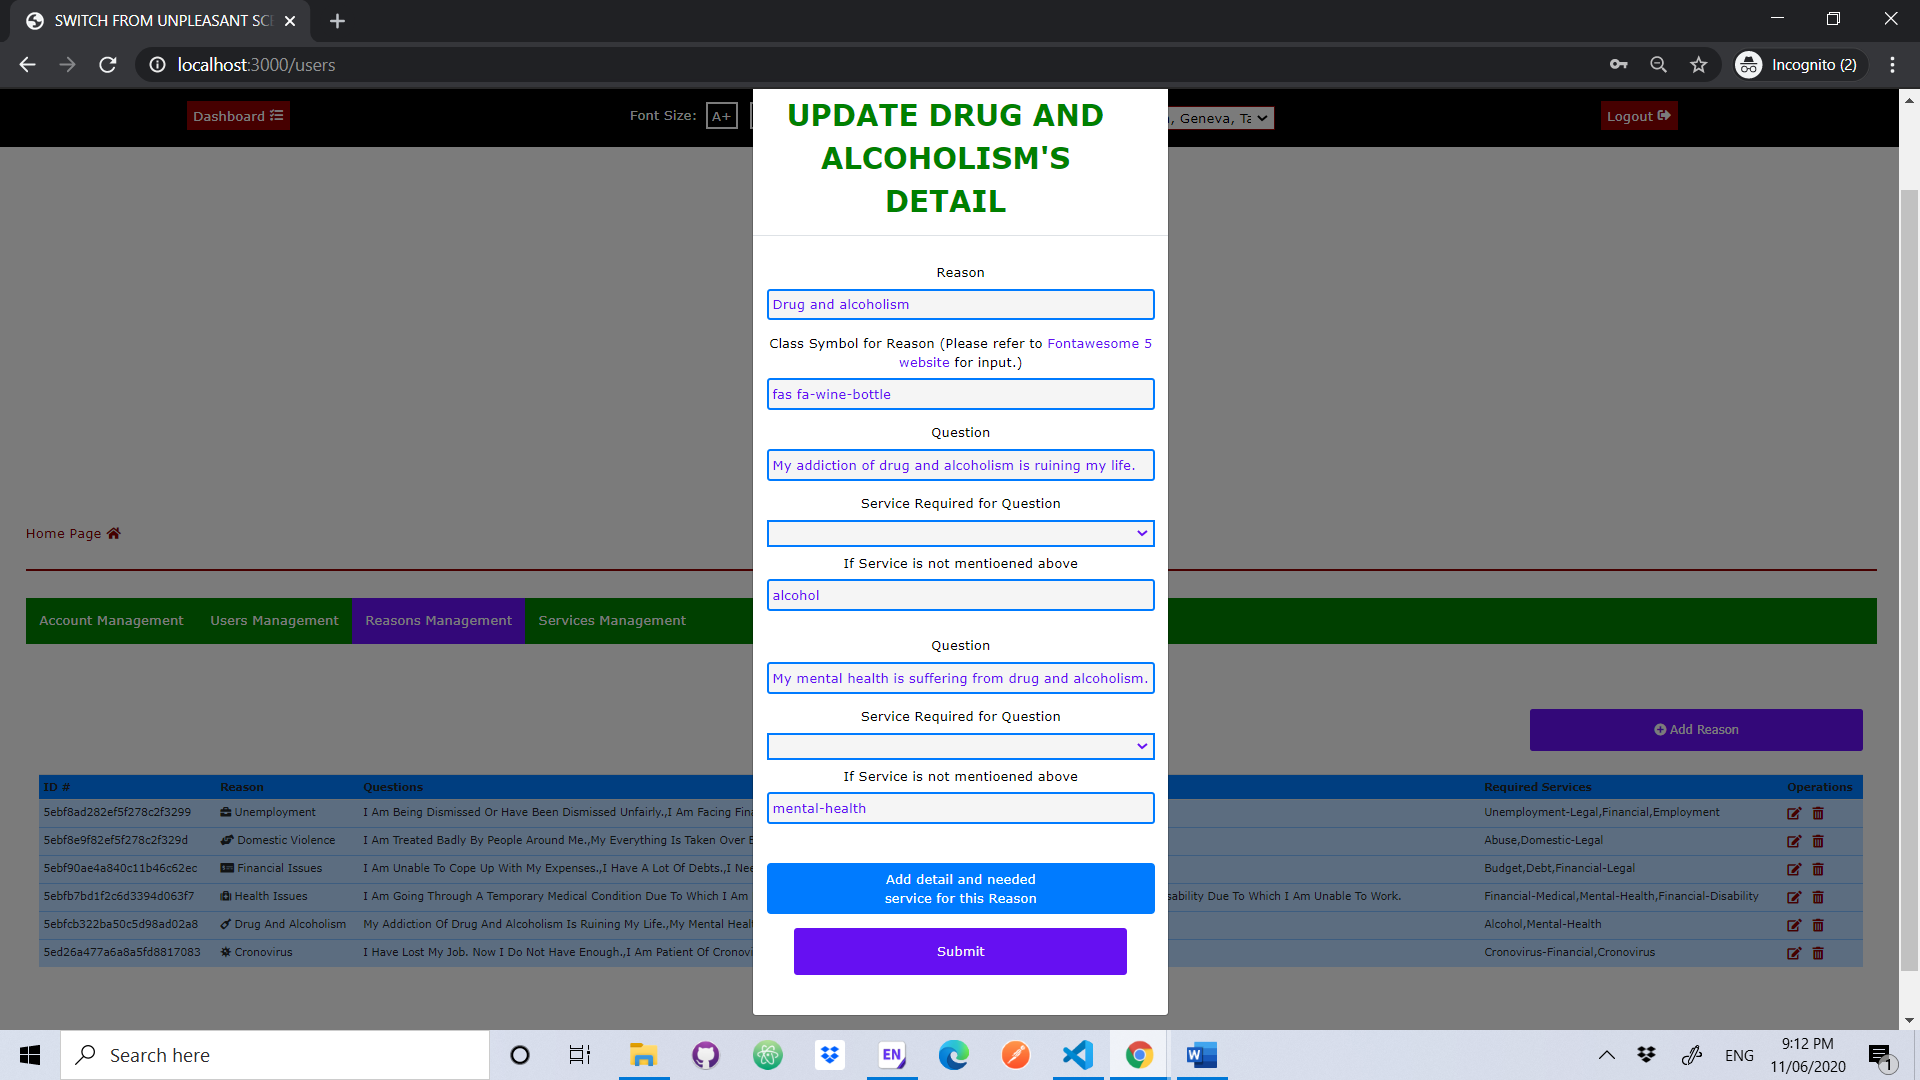 SWITCH FROM UNPLEASANT SCE
localhost:3000/users
Incognito (2)
Dashboard
Font Size:
A+
, Geneva, Ta
Logout
UPDATE DRUG AND
ALCOHOLISM'S
DETAIL
Reason
Drug and alcoholism
Class Symbol for Reason (Please refer to Fontawesome 5
website for input.)
fas fa-wine-bottle
Question
My addiction of drug and alcoholism is ruining my life.
Service Required for Question
If Service is not mentioened above
alcohol
Question
My mental health is suffering from drug and alcoholism.
Service Required for Question
If Service is not mentioened above
mental-health
Add detail and needed
service for this Reason
Submit
Home Page
Account Management Users Management Reasons Management Services Management
Add Reason
ID # Reason Questions Required Services Operations
5ebf8ad282ef5f278c2f3299 Unemployment I Am Being Dismissed Or Have Been Dismissed Unfairly.,I Am Facing Fina Unemployment-Legal,Financial,Employment
5ebf8e9f82ef5f278c2f329d Domestic Violence I Am Treated Badly By People Around Me.,My Everything Is Taken Over B Abuse,Domestic-Legal
5ebf90ae4a840c11b46c62ec Financial Issues I Am Unable To Cope Up With My Expenses.,I Have A Lot Of Debts.,I Nee Budget,Debt,Financial-Legal
5ebfb7bd1f2c6d3394d063f7 Health Issues I Am Going Through A Temporary Medical Condition Due To Which I Am sability Due To Which I Am Unable To Work. Financial-Medical,Mental-Health,Financial-Disability
5ebfcb322ba50c5d98ad02a8 Drug And Alcoholism My Addiction Of Drug And Alcoholism Is Ruining My Life.,My Mental Heal Alcohol,Mental-Health
5ed26a477a6a8a5fd8817083 Cronovirus I Have Lost My Job. Now I Do Not Have Enough.,I Am Patient Of Cronovi Cronovirus-Financial,Cronovirus
Search here
EN
ENG
9:12 PM
11/06/2020
1